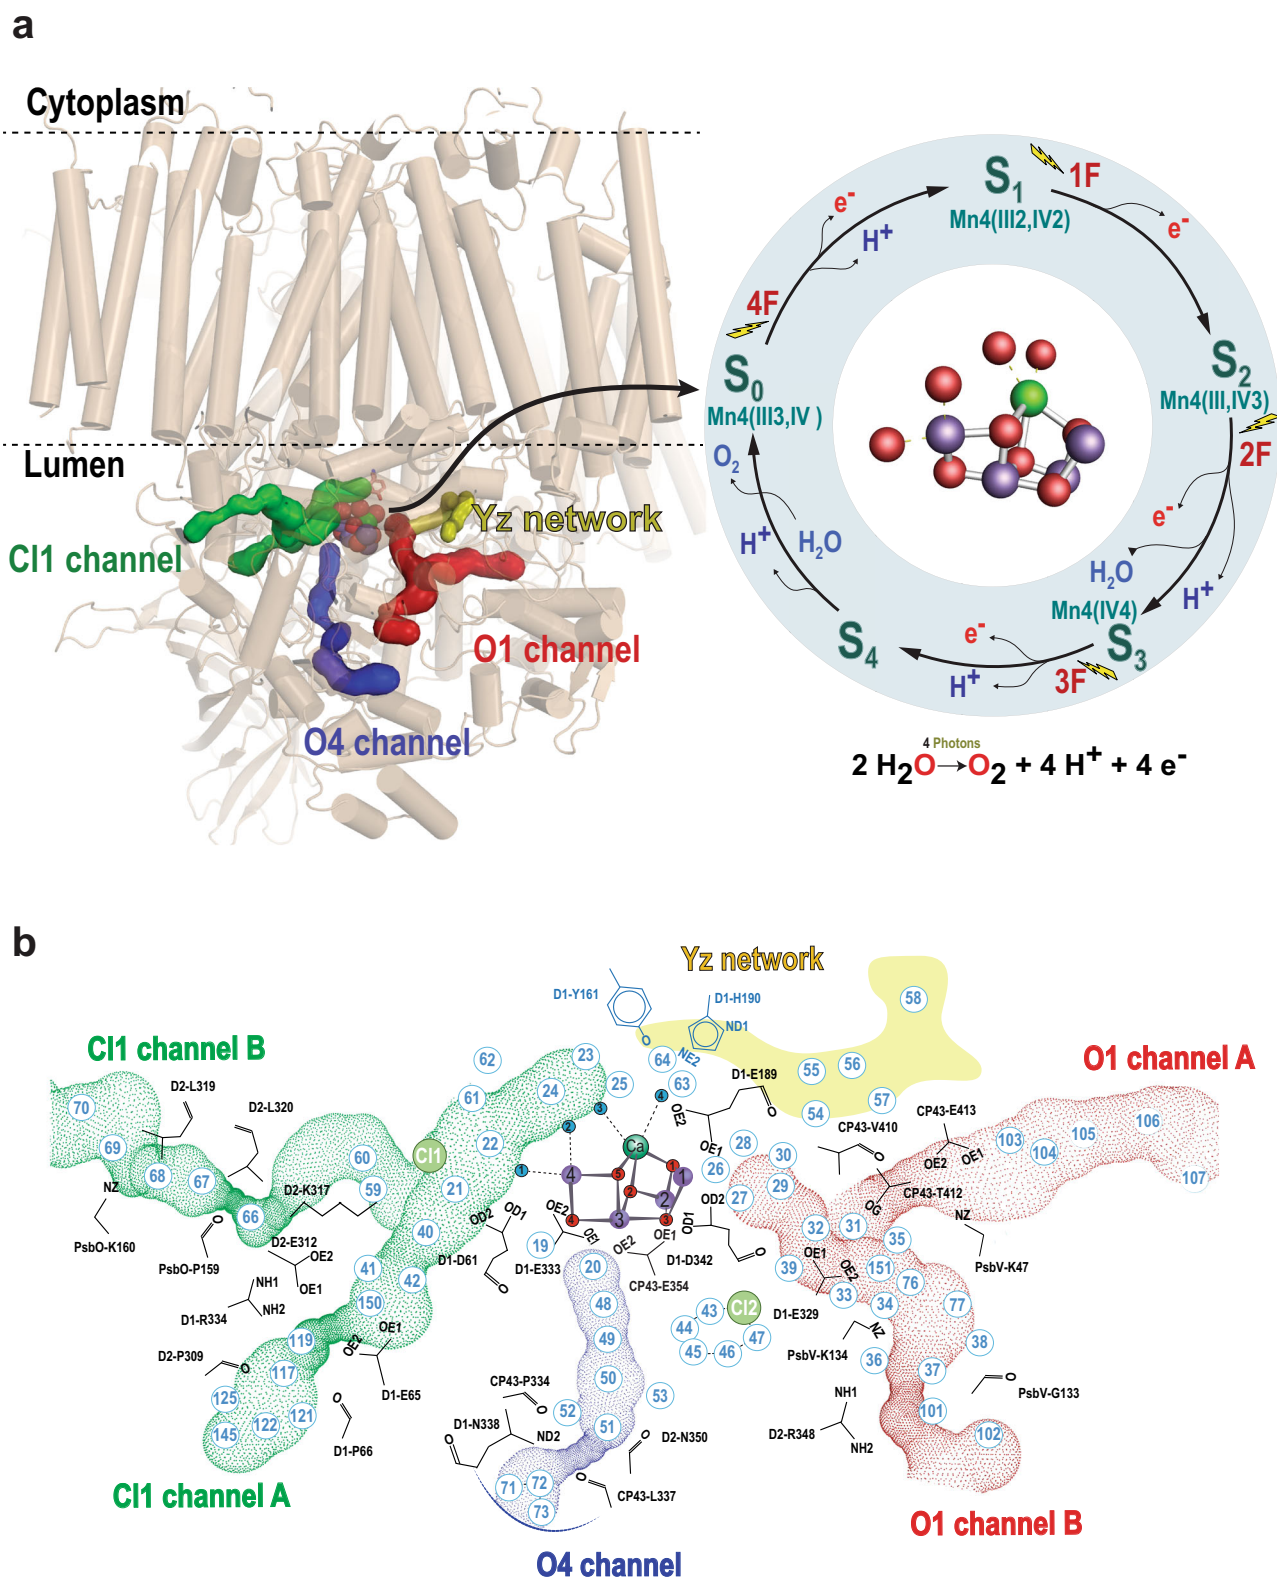 a
Cytoplasm
Lumen
Cl1 channel
Yz network
O1 channel
O4 channel
S1
Mn4(III2,IV2)
1F
e-
S2
Mn4(III,IV3)
2F
e-
H2O
H+
Mn4(IV4)
S3
3F
e-
H+
S4
H2O
H+
O2
S0
Mn4(III3,IV )
4F
e-
H+
4 Photons
2 H2O→O2 + 4 H+ + 4 e-
b
Yz network
D1-Y161
O
D1-H190
ND1
NE2
64
63
58
55
56
57
54
Cl1 channel B
D2-L319
D2-L320
70
69
68
67
66
60
59
NZ
PsbO-K160
PsbO-P159
O
D2-K317
D2-E312
OE2
OE1
NH1
NH2
D1-R334
D2-P309
O
62
61
23
24
25
22
21
Cl1
40
41
42
150
119
117
125
145
122
121
OE1
OE2
D1-E65
O
D1-P66
Cl1 channel A
OD2
OD1
D1-D61
O
1
2
3
4
Ca
4
3
2
1
5
2
1
4
3
OE2
OE1
D1-E333
19
OE2
OE1
CP43-E354
D1-E189
O
OE2
OE1
OD2
OD1
D1-D342
O
20
48
49
50
51
52
53
CP43-P334
O
D1-N338
O
ND2
D2-N350
O
CP43-L337
O
71
72
73
O4 channel
Cl2
43
44
45
46
47
28
26
27
30
29
32
31
39
33
34
35
151
76
77
38
36
37
101
102
CP43-V410
O
CP43-E413
OE2
OE1
CP43-T412
OG
103
104
105
106
107
O1 channel A
NZ
PsbV-K47
OE1
OE2
D1-E329
NZ
PsbV-K134
NH1
NH2
D2-R348
O
PsbV-G133
O1 channel B